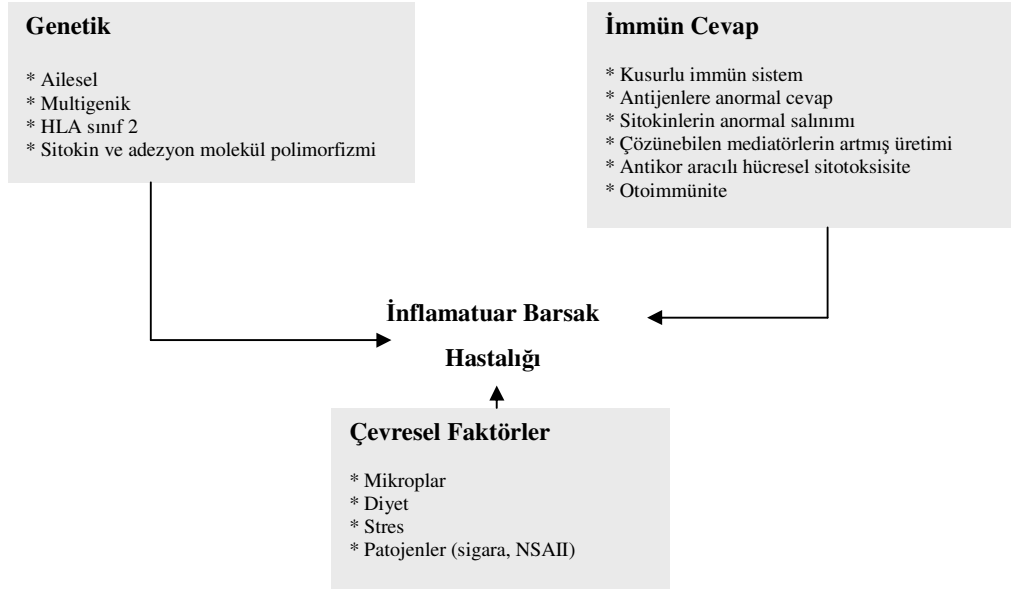 Genetik
* Ailesel
* Multigenik
* HLA sınıf 2
* Sitokin ve adezyon molekül polimorfizmi
İmmün Cevap
* Kusurlu immün sistem
* Antijenlere anormal cevap
* Sitokinlerin anormal salınımı
* Çözünebilen mediatörlerin artmış üretimi
* Antikor aracılı hücresel sitotoksisite
* Otoimmünite
İnflamatuar Barsak
Hastalığı
Çevresel Faktörler
* Mikroplar
* Diyet
* Stres
* Patojenler (sigara, NSAII)